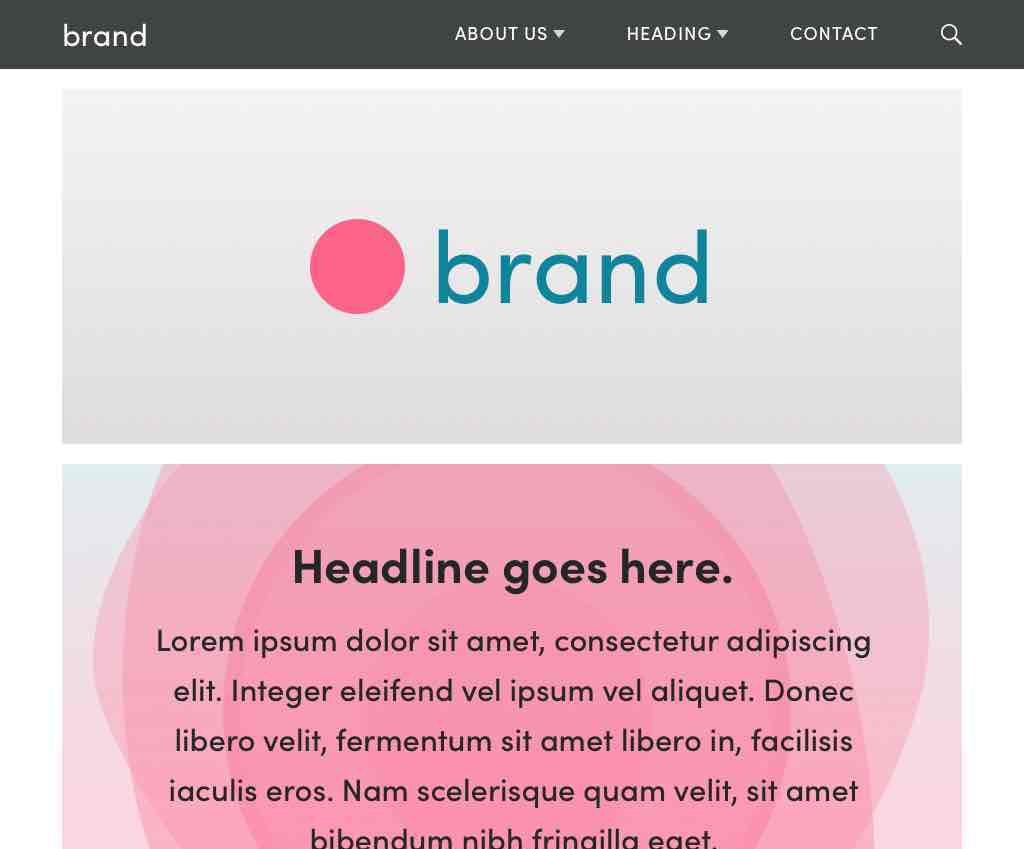 brand
ABOUT US
HEADING
CONTACT
brand
Headline goes here.
Lorem ipsum dolor sit amet, consectetur adipiscing
elit. Integer eleifend vel ipsum vel aliquet. Donec
libero velit, fermentum sit amet libero in, facilisis
iaculis eros. Nam scelerisque quam velit, sit amet
bibendum nibh fringilla eget.